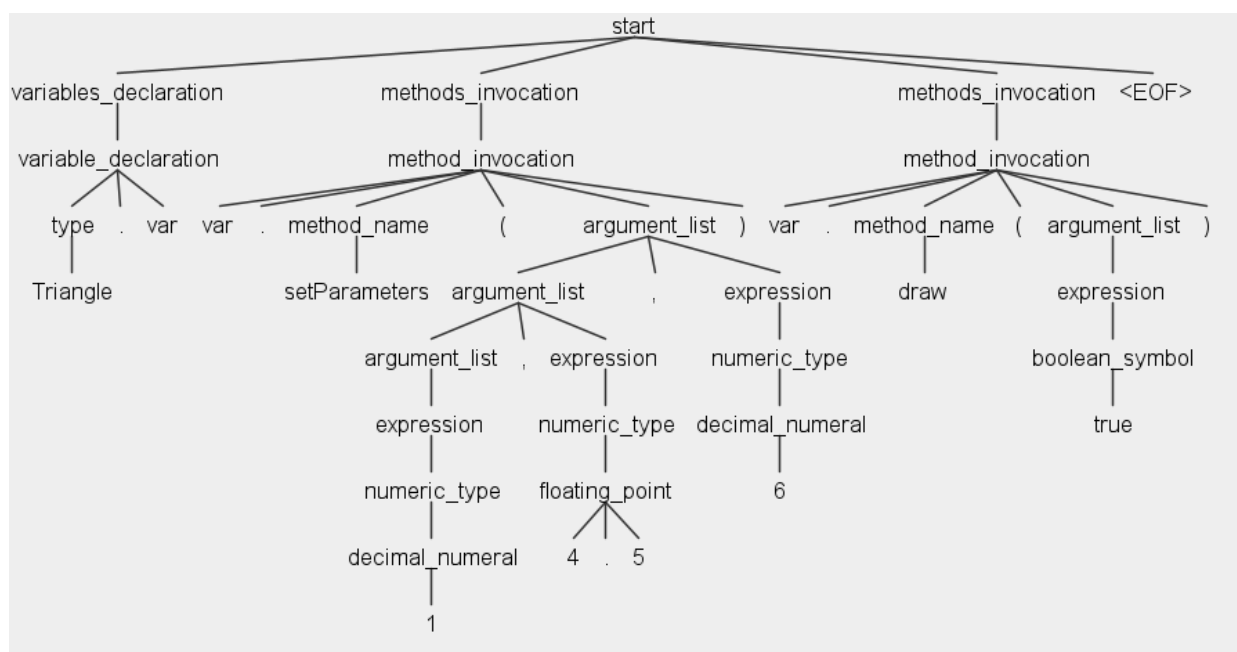 start
variables_declaration methods_invocation methods_invocation <EOF>
variable_declaration method_invocation method_invocation
type . var var . method_name ( argument_list ) var . method_name ( argument_list )
Triangle setParameters argument_list , expression draw expression
argument_list , expression numeric_type boolean_symbol
expression numeric_type decimal_numeral true
numeric_type floating_point 6
decimal_numeral 4 . 5
1